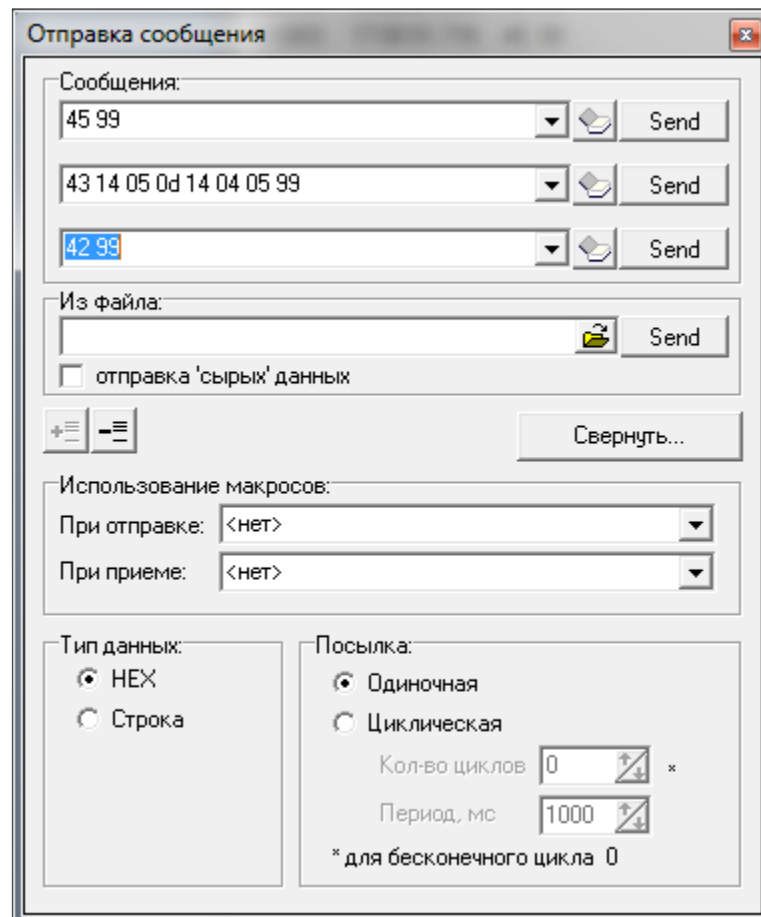 Отправка сообщения
Сообщения:
45 99 Send
43 14 05 0d 14 04 05 99 Send
42 99 Send
Из файла:
Send
отправка 'сырых' данных
Свернуть...
Использование макросов:
При отправке: <нет>
При приеме: <нет>
Тип данных:
HEX
Строка
Посылка:
Одиночная
Циклическая
Кол-во циклов 0 *
Период, мс 1000
* для бесконечного цикла 0